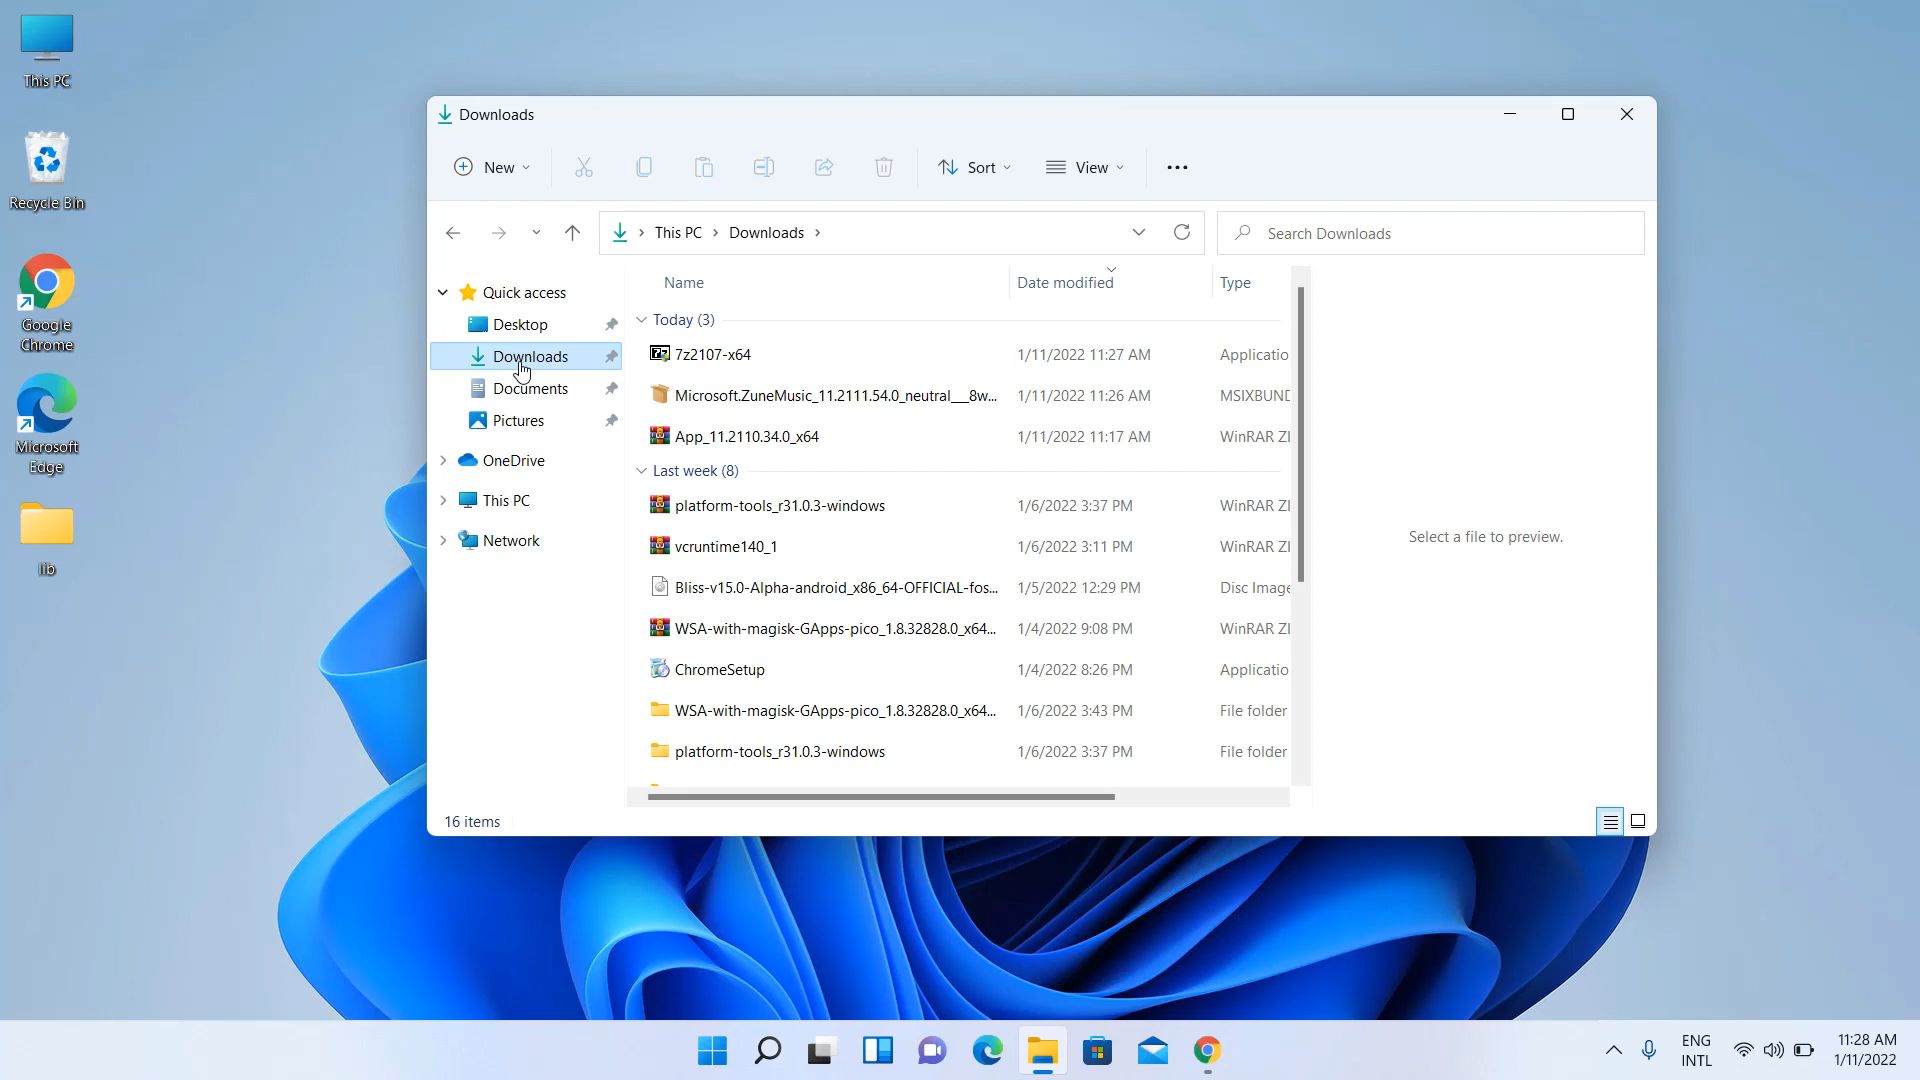 This PC
Recycle Bin
Google
Chrome
Microsoft
Edge
lib
Downloads
New
Sort
View
This PC
Downloads
Search Downloads
Quick access
Desktop
Downloads
Documents
Pictures
OneDrive
This PC
Network
Name Date modified Type
Today (3)
7z2107-x64 1/11/2022 11:27 AM Applicatio
Microsoft.ZuneMusic_11.2111.54.0_neutral__8w... 1/11/2022 11:26 AM MSIXBUND
App_11.2110.34.0_x64 1/11/2022 11:17 AM WinRAR ZI
Last week (8)
platform-tools_r31.0.3-windows 1/6/2022 3:37 PM WinRAR ZI
vcruntime140_1 1/6/2022 3:11 PM WinRAR ZI
Bliss-v15.0-Alpha-android_x86_64-OFFICIAL-fos... 1/5/2022 12:29 PM Disc Image
WSA-with-magisk-GApps-pico_1.8.32828.0_x64... 1/4/2022 9:08 PM WinRAR ZI
ChromeSetup 1/4/2022 8:26 PM Applicatio
WSA-with-magisk-GApps-pico_1.8.32828.0_x64... 1/6/2022 3:43 PM File folder
platform-tools_r31.0.3-windows 1/6/2022 3:37 PM File folder
Select a file to preview.
16 items
ENG
INTL
11:28 AM
1/11/2022